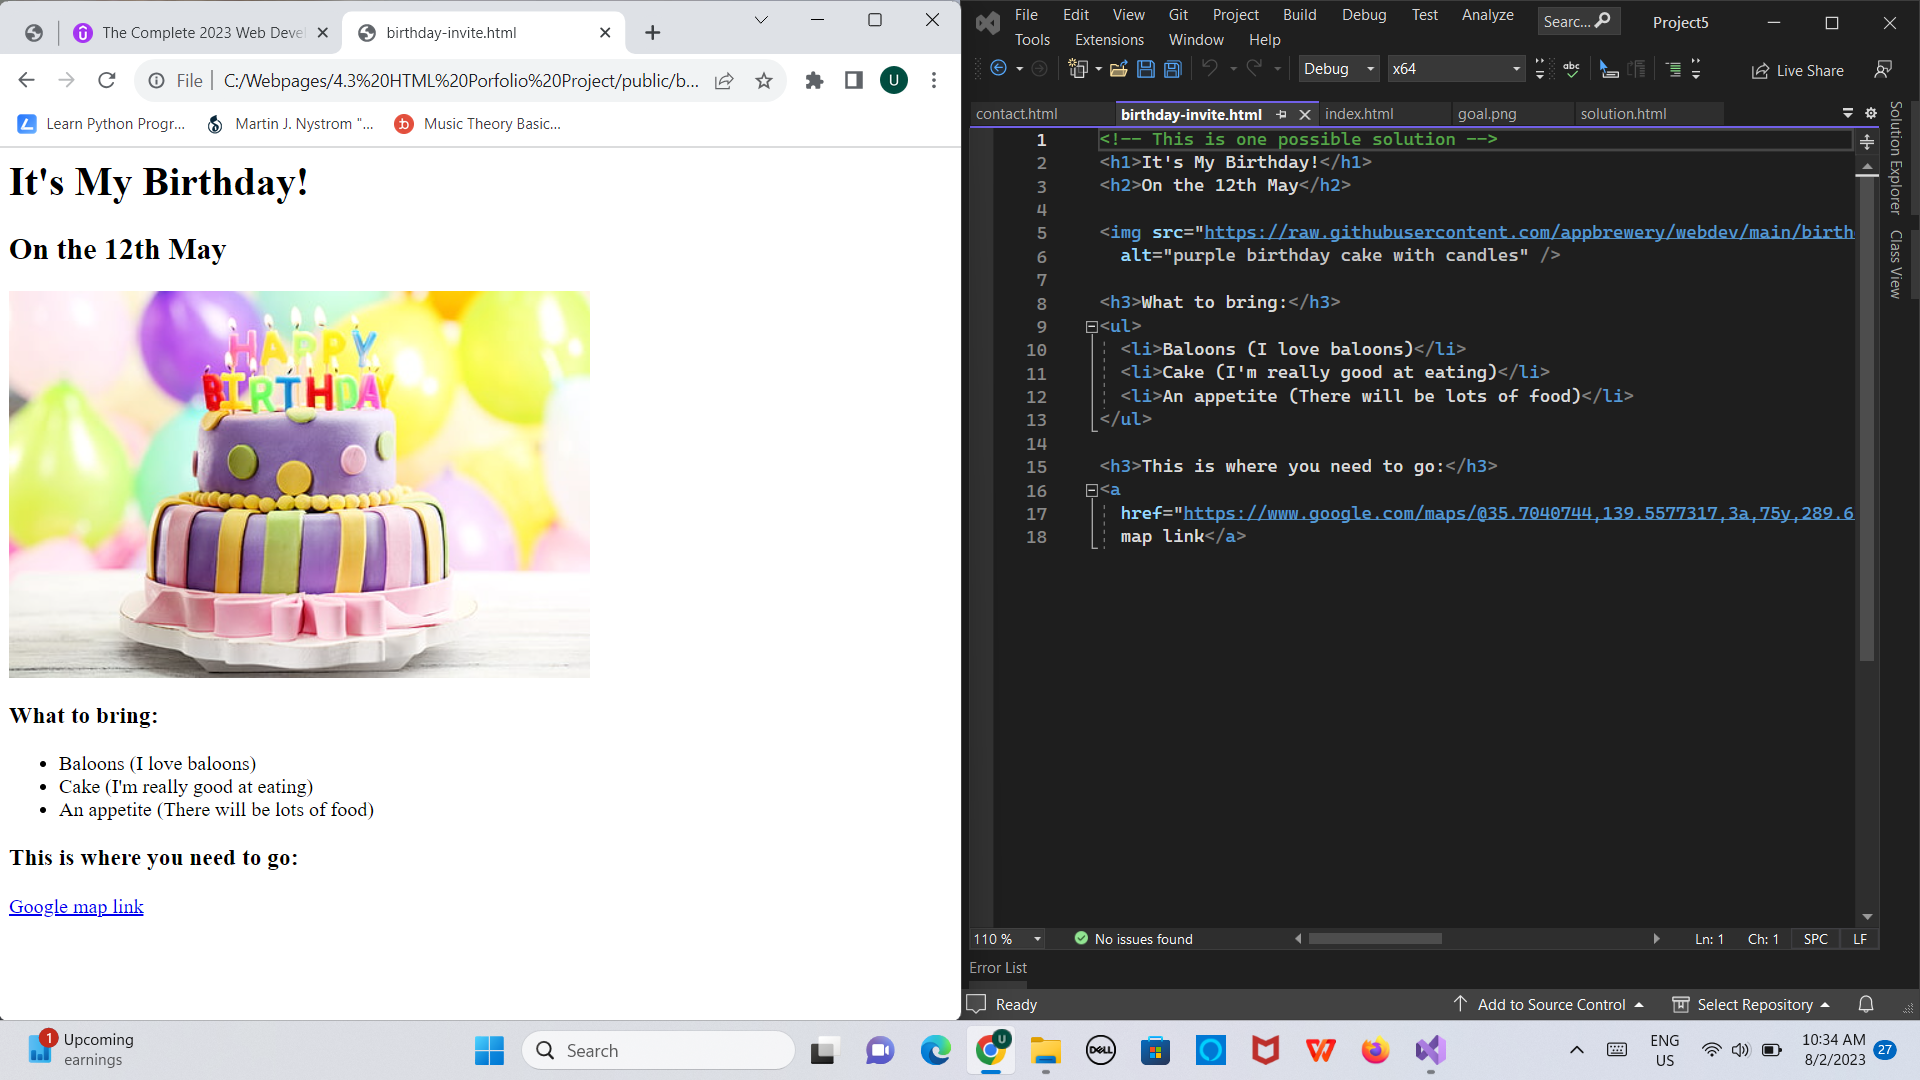 The Complete 2023 Web Devel
birthday-invite.html
File
C:/Webpages/4.3%20HTML%20Porfolio%20Project/public/b...
U
Learn Python Progr...
Martin J. Nystrom "...
Music Theory Basic...
It's My Birthday!
On the 12th May
HAPPY
BIRTHDAY
What to bring:
Baloons (I love baloons)
Cake (I'm really good at eating)
An appetite (There will be lots of food)
This is where you need to go:
Google map link
File Edit View Git Project Build Debug Test Analyze
Tools Extensions Window Help
Searc...
Project5
Debug
x64
abc
Live Share
contact.html birthday-invite.html index.html goal.png solution.html
1 <!-- This is one possible solution -->
2 <h1>It's My Birthday!</h1>
3 <h2>On the 12th May</h2>
4
5 <img src="https://raw.githubusercontent.com/appbrewery/webdev/main/birth
6 alt="purple birthday cake with candles" />
7
8 <h3>What to bring:</h3>
9 <ul>
10 <li>Baloons (I love baloons)</li>
11 <li>Cake (I'm really good at eating)</li>
12 <li>An appetite (There will be lots of food)</li>
13 </ul>
14
15 <h3>This is where you need to go:</h3>
16 <a
17 href="https://www.google.com/maps/@35.7040744,139.5577317,3a,75y,289.6
18 map link</a>
Solution Explorer
Class View
110 %
No issues found
Ln: 1 Ch: 1 SPC LF
Error List
Ready
Add to Source Control
Select Repository
1
Upcoming
earnings
Search
U
DELL
ENG
US
10:34 AM
8/2/2023
27